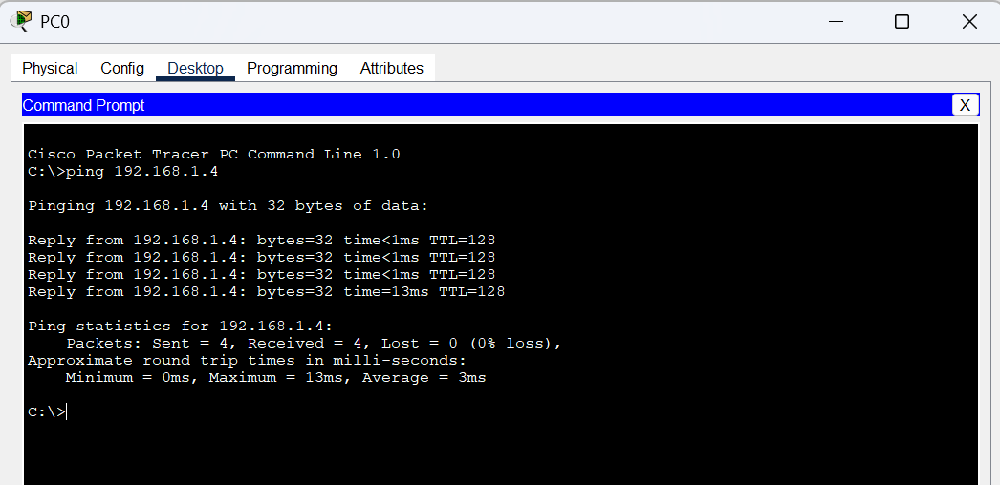 PC0
Physical Config Desktop Programming Attributes
Command Prompt X
Cisco Packet Tracer PC Command Line 1.0
C:\>ping 192.168.1.4
Pinging 192.168.1.4 with 32 bytes of data:
Reply from 192.168.1.4: bytes=32 time<1ms TTL=128
Reply from 192.168.1.4: bytes=32 time<1ms TTL=128
Reply from 192.168.1.4: bytes=32 time<1ms TTL=128
Reply from 192.168.1.4: bytes=32 time=13ms TTL=128
Ping statistics for 192.168.1.4:
Packets: Sent = 4, Received = 4, Lost = 0 (0% loss),
Approximate round trip times in milli-seconds:
Minimum = 0ms, Maximum = 13ms, Average = 3ms
C:\>